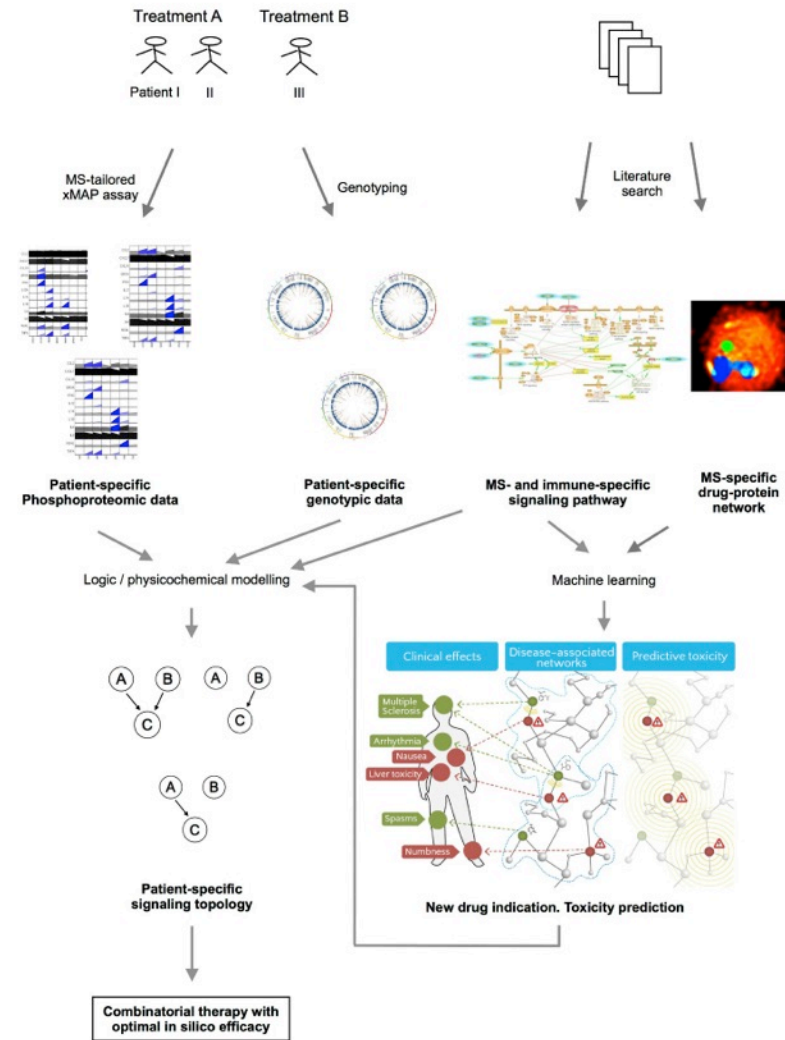 Treatment A
Treatment B
Patient I
II
III
MS-tailored
xMAP assay
Genotyping
Literature
search
Patient-specific
Phosphoproteomic data
Patient-specific
genotypic data
MS- and immune-specific
signaling pathway
MS-specific
drug-protein
network
Logic / physicochemical modelling
Machine learning
A
B
C
A
B
C
A
B
C
Clinical effects
Disease-associated
networks
Predictive toxicity
Multiple
Sclerosis
Arrhythmia
Nausea
Liver toxicity
Spasms
Numbness
Patient-specific
signaling topology
New drug indication. Toxicity prediction
Combinatorial therapy with
optimal in silico efficacy